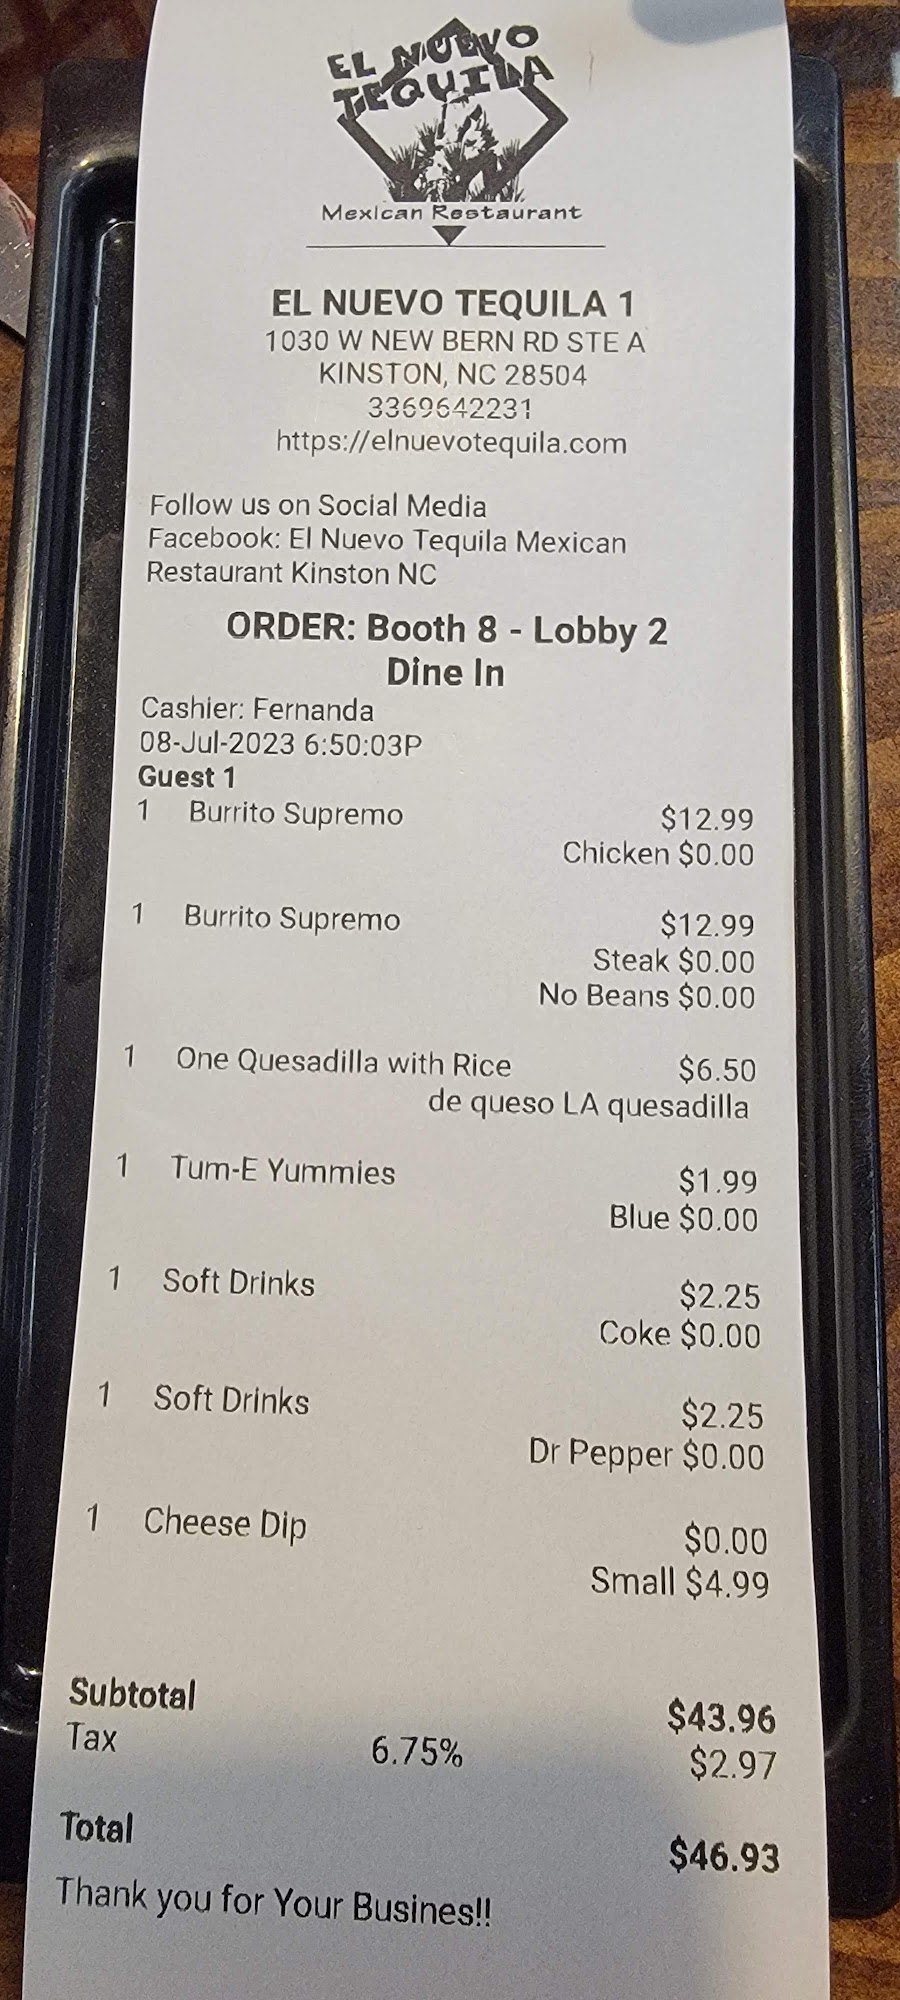 EL NUEVO
TEQUILA
Mexican Restaurant
EL NUEVO TEQUILA 1
1030 W NEW BERN RD STE A
KINSTON, NC 28504
3369642231
https://elnuevotequila.com
Follow us on Social Media
Facebook: El Nuevo Tequila Mexican
Restaurant Kinston NC
ORDER: Booth 8 - Lobby 2
Dine In
Cashier: Fernanda
08-Jul-2023 6:50:03P
Guest 1
1 Burrito Supremo $12.99
Chicken $0.00
1 Burrito Supremo $12.99
Steak $0.00
No Beans $0.00
1 One Quesadilla with Rice $6.50
de queso LA quesadilla
1 Tum-E Yummies $1.99
Blue $0.00
1 Soft Drinks $2.25
Coke $0.00
1 Soft Drinks $2.25
Dr Pepper $0.00
1 Cheese Dip $0.00
Small $4.99
Subtotal $43.96
Tax 6.75% $2.97
Total $46.93
Thank you for Your Busines!!